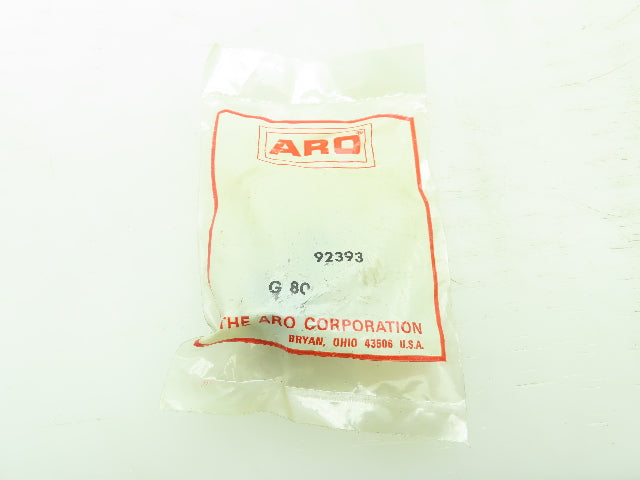 ARO®
92393
G 80
THE ARO CORPORATION
BRYAN, OHIO 43506 U.S.A.